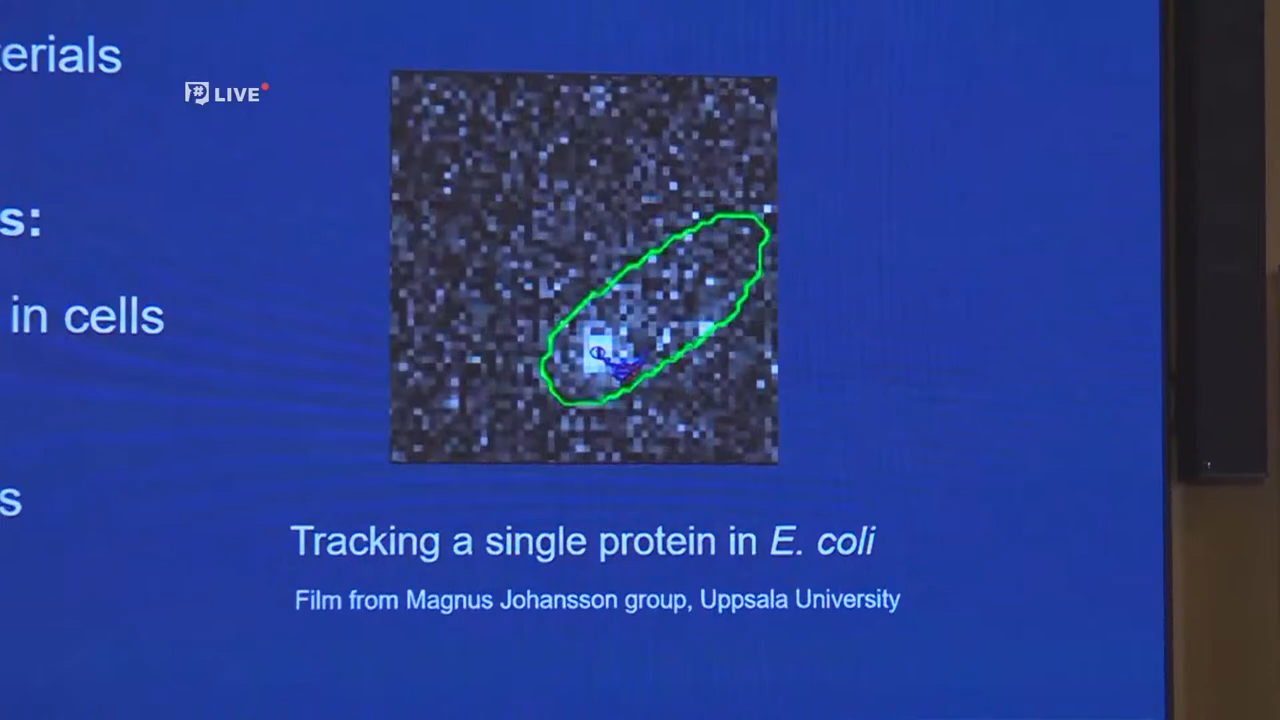 erials
# LIVE
s:
in cells
s
Tracking a single protein in E. coli
Film from Magnus Johansson group, Uppsala University